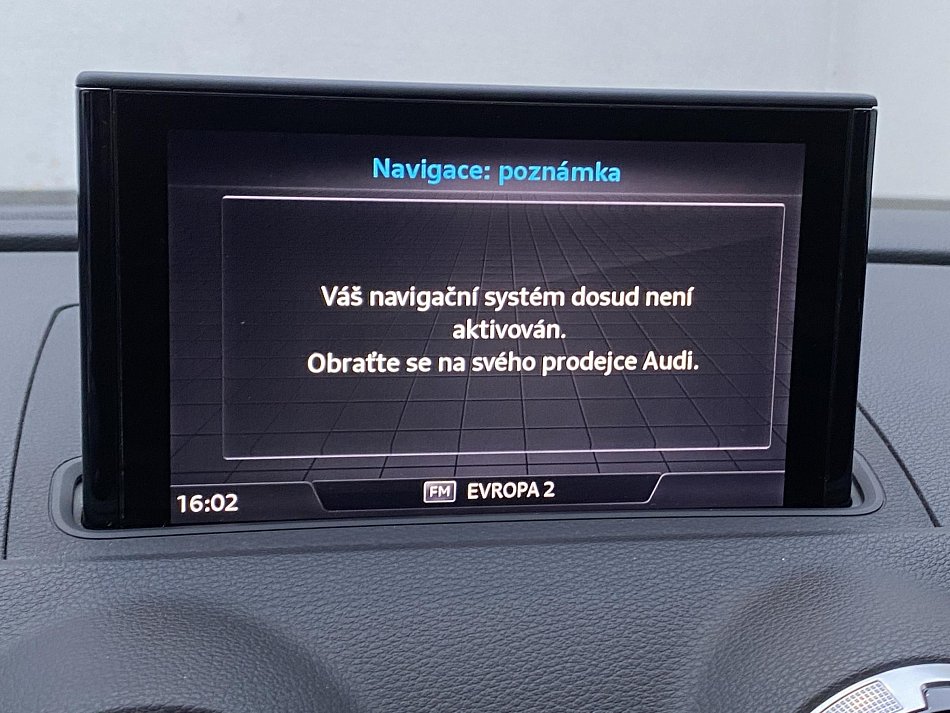 Navigace: poznámka
Váš navigační systém dosud není
aktivován.
Obraťte se na svého prodejce Audi.
16:02 FM EVROPA 2